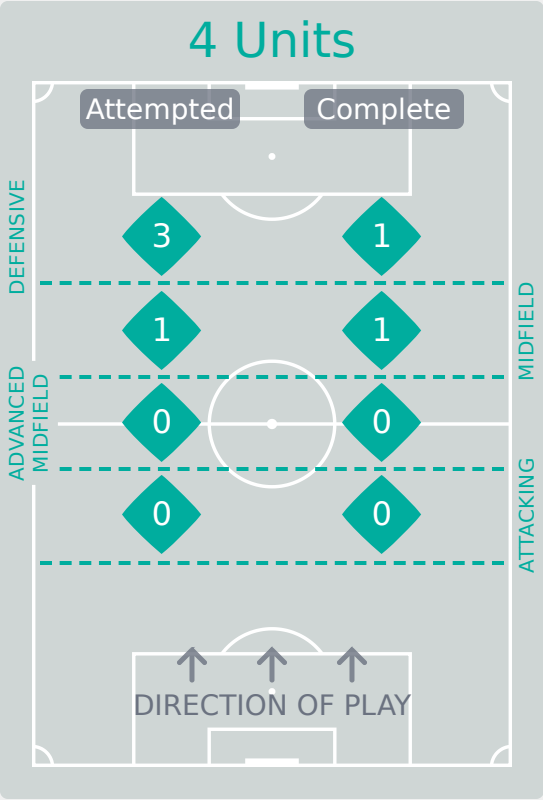 4 Units
Attempted
Complete
DEFENSIVE
3
1
MIDFIELD
1
1
ADVANCED
MIDFIELD
0
0
ATTACKING
0
0
DIRECTION OF PLAY